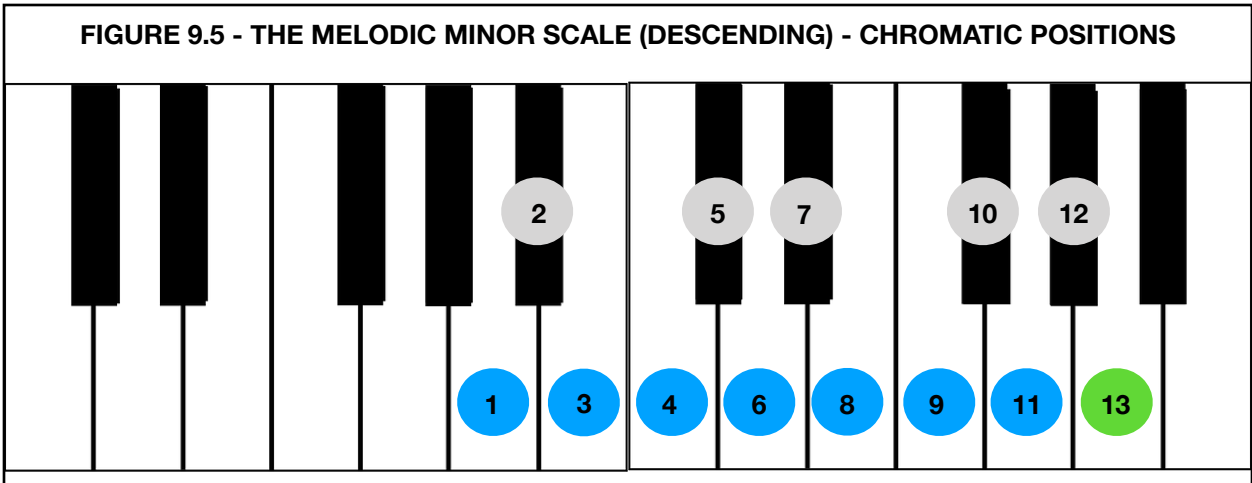 FIGURE 9.5 - THE MELODIC MINOR SCALE (DESCENDING) - CHROMATIC POSITIONS
2 5 7 10 12
1 3 4 6 8 9 11 13